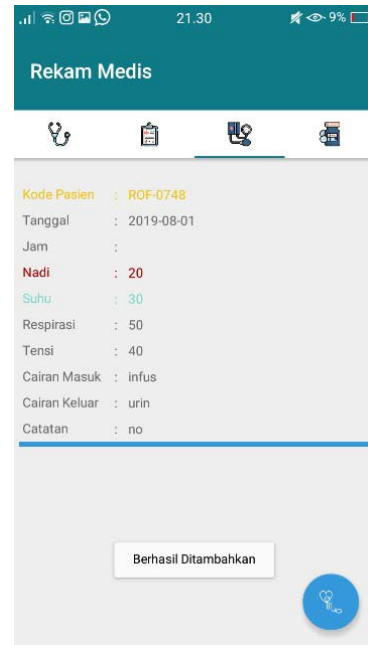 21.30
9%
Rekam Medis
Kode Pasien : ROF-0748
Tanggal : 2019-08-01
Jam :
Nadi : 20
Suhu : 30
Respirasi : 50
Tensi : 40
Cairan Masuk : infus
Cairan Keluar : urin
Catatan : no
Berhasil Ditambahkan